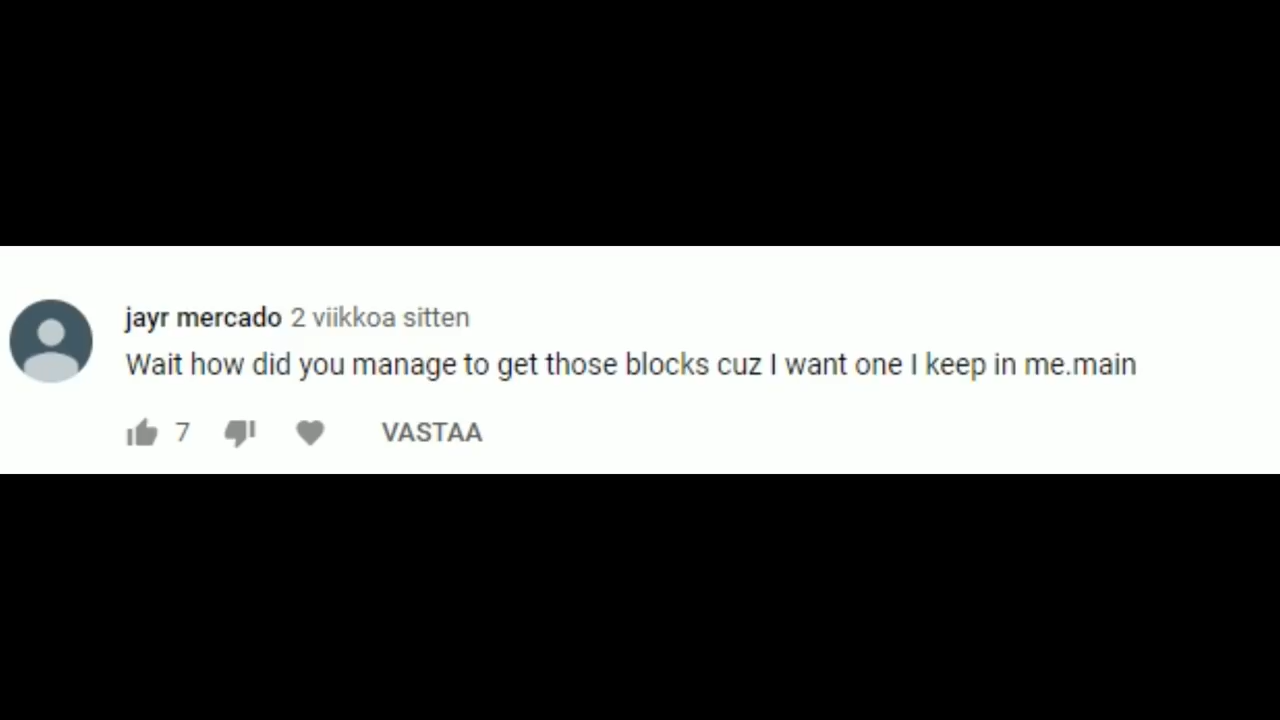 jayr mercado 2 viikkoa sitten
Wait how did you manage to get those blocks cuz I want one I keep in me.main
7 VASTAA